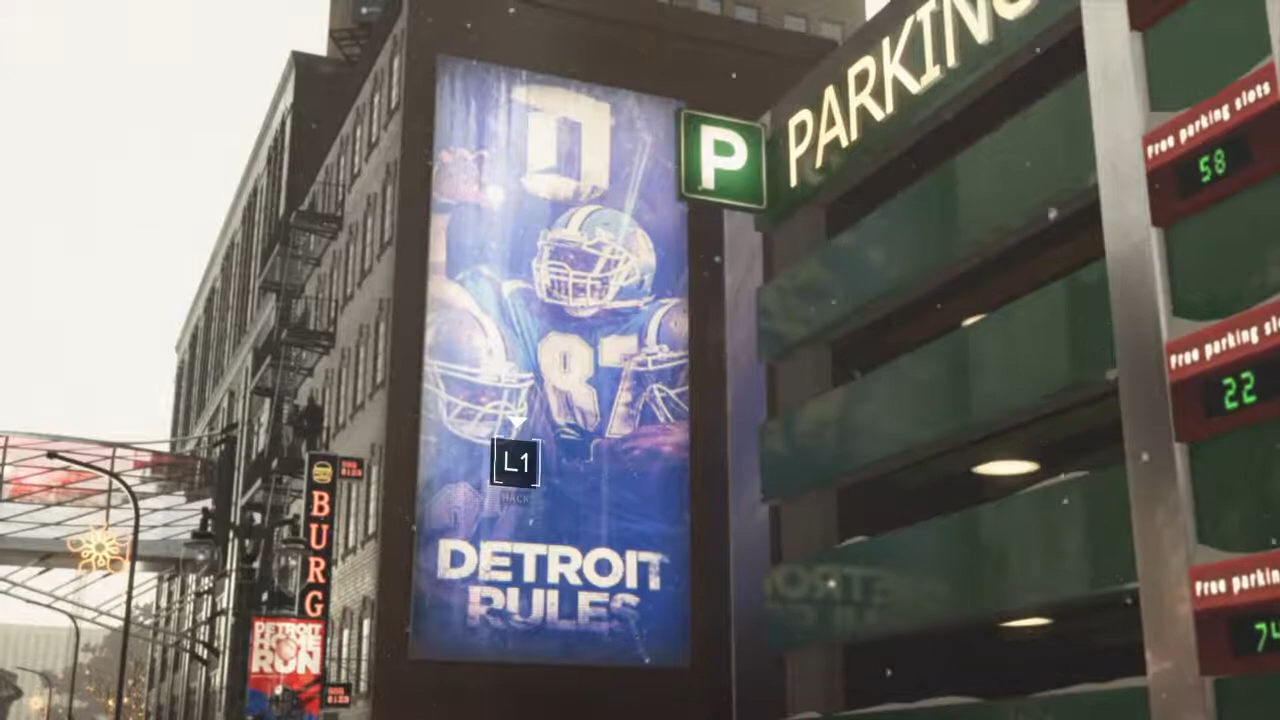 PARKING
P
D
87
Free parking slots
58
L1
HACK
DETROIT
RULES
Free parking
22
BURG
DETROIT
HOME
RUN
Free parkin
74